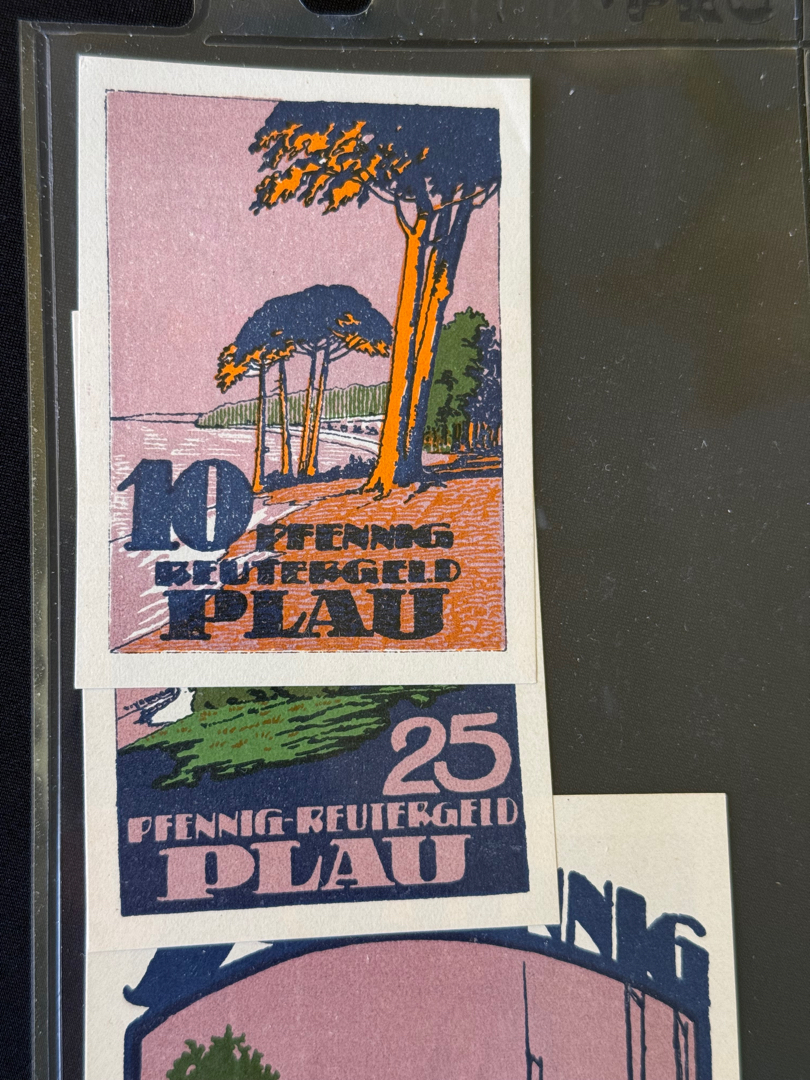 10 PFENNIG
REUTERGELD
PLAU
25
PFENNIG-REUTERGELD
PLAU